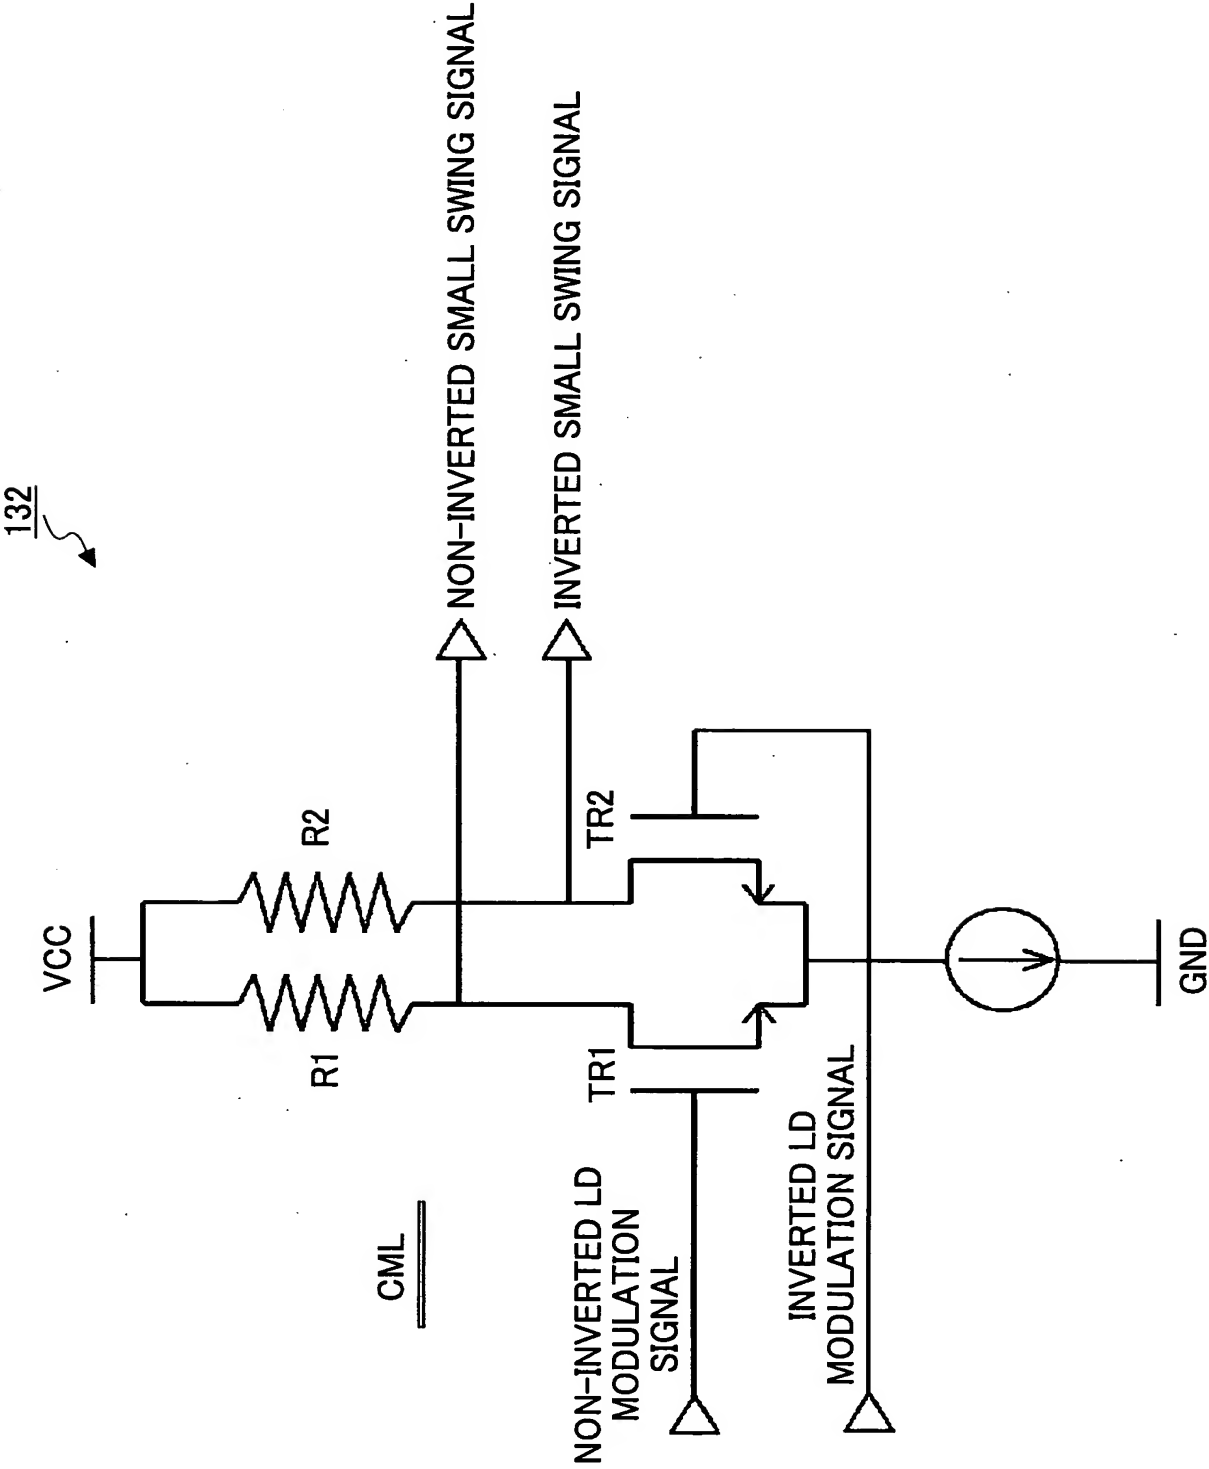 132
CML
VCC
R1
R2
NON-INVERTED SMALL SWING SIGNAL
INVERTED SMALL SWING SIGNAL
NON-INVERTED LD
MODULATION
SIGNAL
TR1
TR2
INVERTED LD
MODULATION SIGNAL
GND